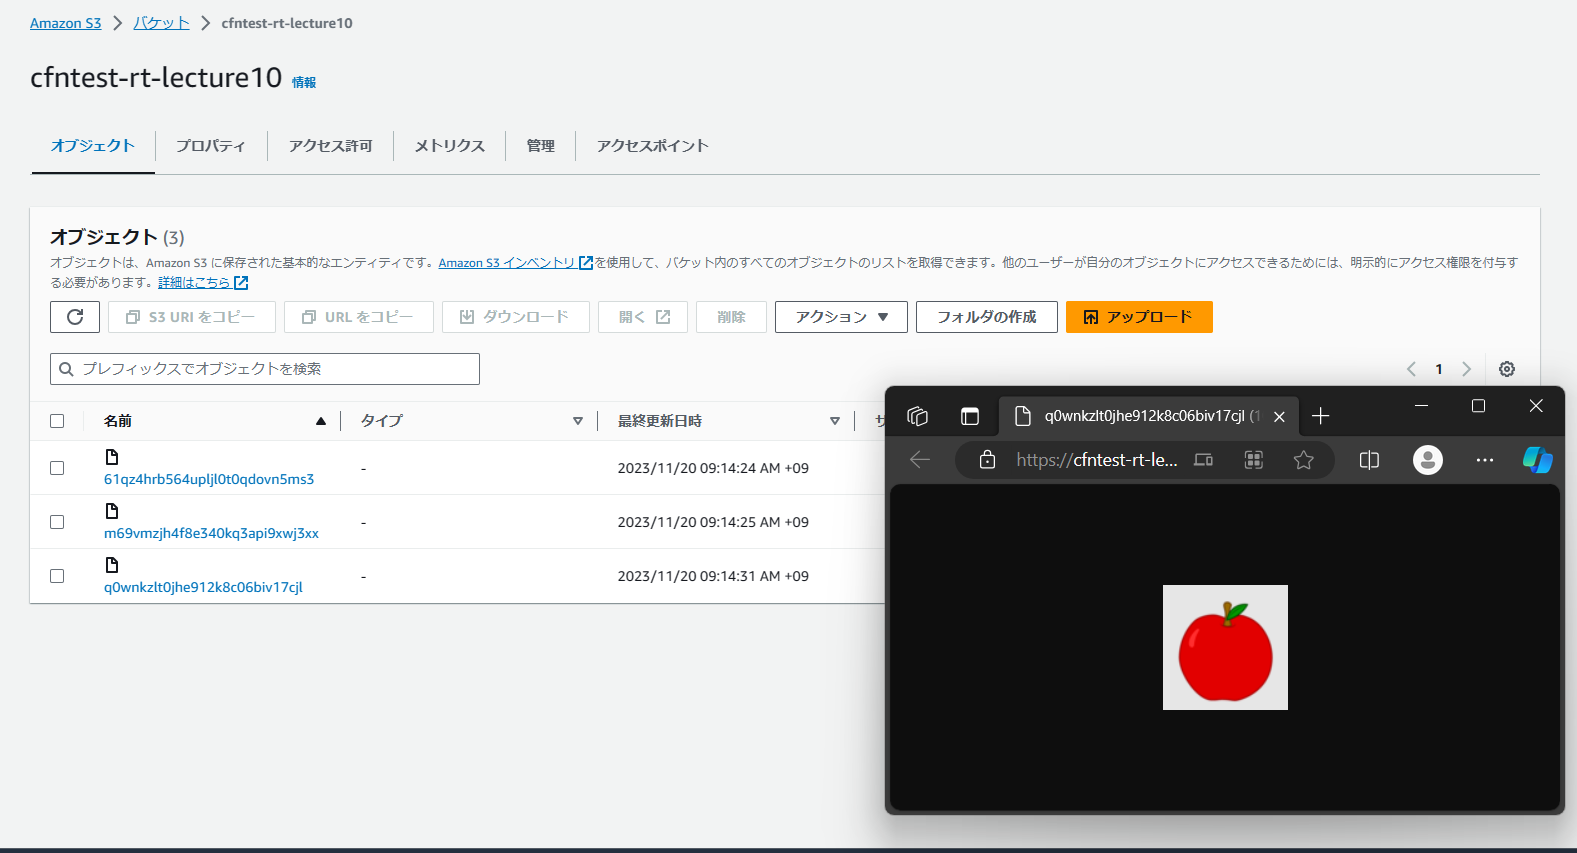 Amazon S3 > バケット > cfntest-rt-lecture10
cfntest-rt-lecture10 情報
オブジェクト プロパティ アクセス許可 メトリクス 管理 アクセスポイント
オブジェクト (3)
オブジェクトは、Amazon S3 に保存された基本的なエンティティです。Amazon S3 インベントリ を使用して、バケット内のすべてのオブジェクトのリストを取得できます。他のユーザーが自分のオブジェクトにアクセスできるためには、明示的にアクセス権限を付与す
る必要があります。詳細はこちら
S3 URI をコピー URL をコピー ダウンロード 開く 削除 アクション フォルダの作成 アップロード
プレフィックスでオブジェクトを検索
1
名前 タイプ 最終更新日時
61qz4hrb564upljl0t0qdovn5ms3 - 2023/11/20 09:14:24 AM +09
m69vmzjh4f8e340kq3api9xwj3xx - 2023/11/20 09:14:25 AM +09
q0wnkzlt0jhe912k8c06biv17cjl - 2023/11/20 09:14:31 AM +09
q0wnkzlt0jhe912k8c06biv17cjl (1
https://cfntest-rt-le...